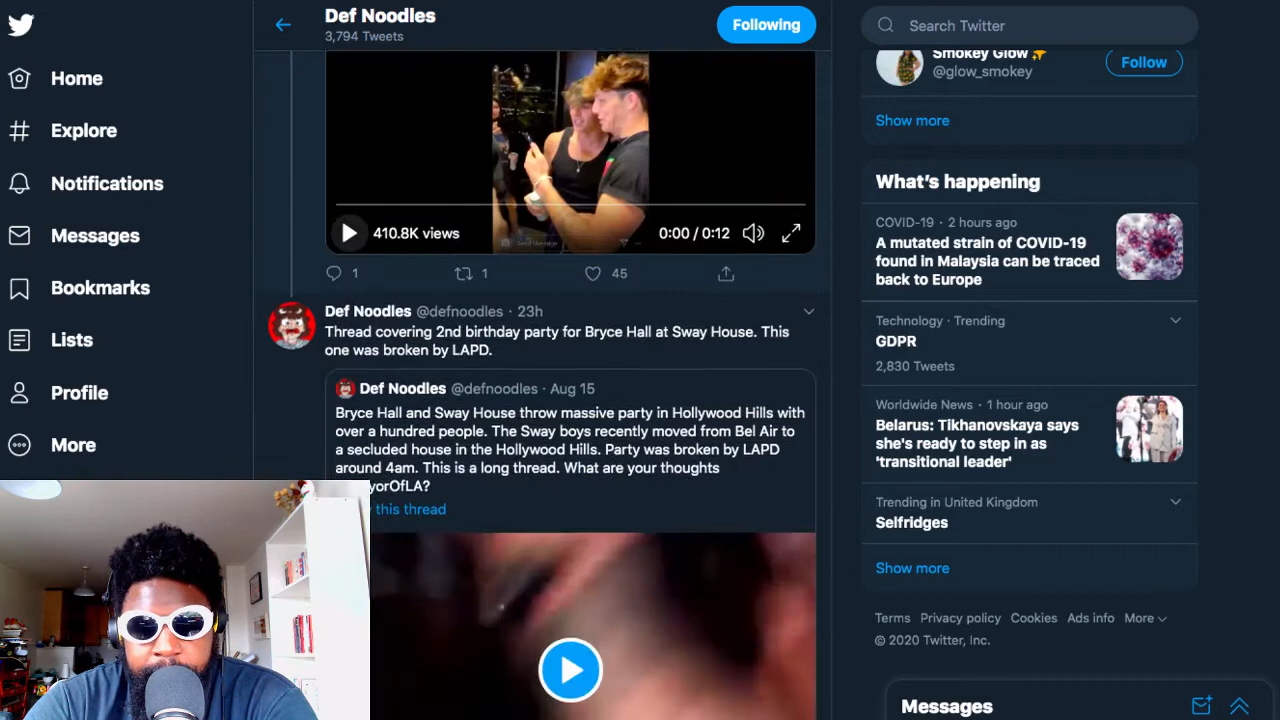 Home
Explore
Notifications
Messages
Bookmarks
Lists
Profile
More
Def Noodles
3,794 Tweets
Following
410.8K views
0:00 / 0:12
1
1
45
Def Noodles @defnoodles · 23h
Thread covering 2nd birthday party for Bryce Hall at Sway House. This
one was broken by LAPD.
Def Noodles @defnoodles · Aug 15
Bryce Hall and Sway House throw massive party in Hollywood Hills with
over a hundred people. The Sway boys recently moved from Bel Air to
a secluded house in the Hollywood Hills. Party was broken by LAPD
around 4am. This is a long thread. What are your thoughts
yorOfLA?
this thread
Search Twitter
Smokey Glow
@glow_smokey
Follow
Show more
What's happening
COVID-19 · 2 hours ago
A mutated strain of COVID-19
found in Malaysia can be traced
back to Europe
Technology · Trending
GDPR
2,830 Tweets
Worldwide News · 1 hour ago
Belarus: Tikhanovskaya says
she's ready to step in as
'transitional leader'
Trending in United Kingdom
Selfridges
Show more
Terms Privacy policy Cookies Ads info More
© 2020 Twitter, Inc.
Messages